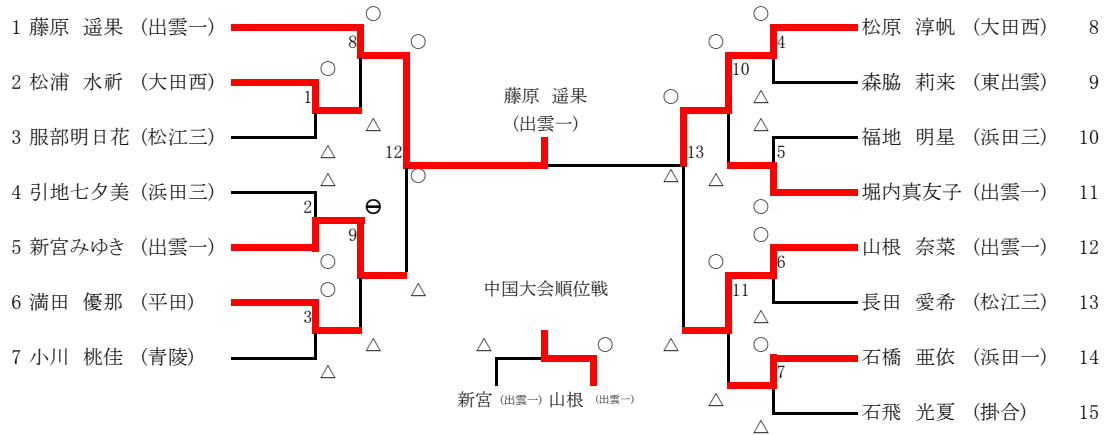 1 藤原 遥果 (出雲一)
2 松浦 水祈 (大田西)
3 服部明日花 (松江三)
4 引地七夕美 (浜田三)
5 新宮みゆき (出雲一)
6 満田 優那 (平田)
7 小川 桃佳 (青陵)
8
○
○
○
1
△
△
△
12
○
2
⊖
9
○
○
△
3
△
△
藤原 遥果
(出雲一)
中国大会順位戦
△
○
新宮 (出雲一) 山根 (出雲一)
○
○
4
10
○
△
△
13
5
△
△
○
○
○
6
11
△
△
○
7
△
△
松原 淳帆 (大田西) 8
森脇 莉来 (東出雲) 9
福地 明星 (浜田三) 10
堀内真友子 (出雲一) 11
山根 奈菜 (出雲一) 12
長田 愛希 (松江三) 13
石橋 亜依 (浜田一) 14
石飛 光夏 (掛合) 15